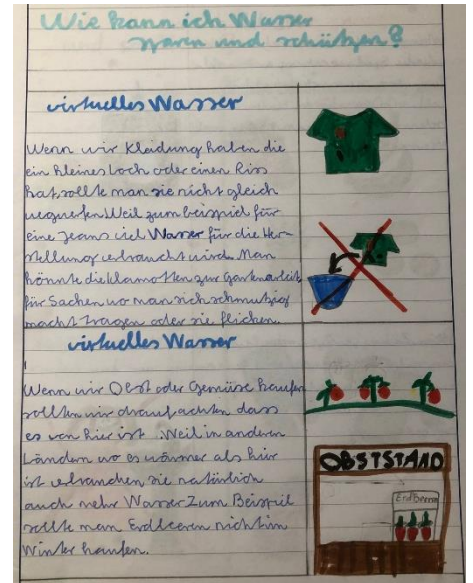 Wie kann ich Wasser
sparen und schützen?
virtuelles Wasser
Wenn wir Kleidung haben die
ein kleines Loch oder einen Riss
hat, sollte man sie nicht gleich
wegwerfen. Weil zum beispiel für
eine Jeans viel Wasser für die Her-
stellung verbraucht wird. Man
könnte die klamotten zur Gartenarbeit
für Sachen wo man sich schmutzig
macht tragen oder sie flicken.
virtuelles Wasser
Wenn wir Obst oder Gemüse kaufen
sollten wir draufachten dass
es von hier ist. Weil in anderen
Ländern wo es wärmer als hier
ist verbrauchen sie natürlich
auch mehr Wasser Zum Beispiel
sollte man Erdbeeren nicht im
Winter kaufen.
OBSTSTAND
Erdbeeren